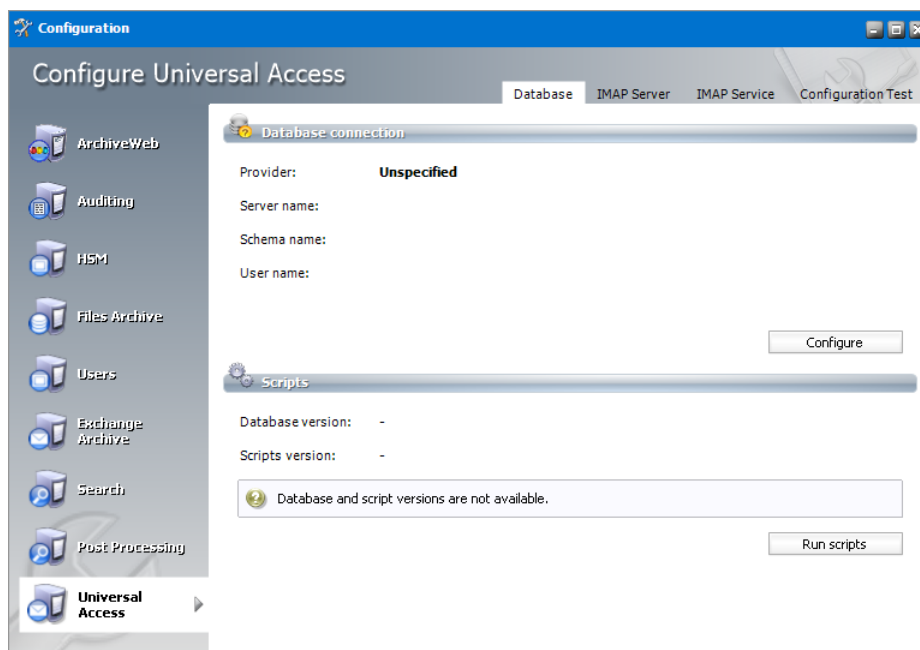 Configuration
Configure Universal Access
Database IMAP Server IMAP Service Configuration Test
ArchiveWeb
Auditing
HSM
Files Archive
Users
Exchange
Archive
Search
Post Processing
Universal
Access
Database connection
Provider: Unspecified
Server name:
Schema name:
User name:
Configure
Scripts
Database version: -
Scripts version: -
Database and script versions are not available.
Run scripts